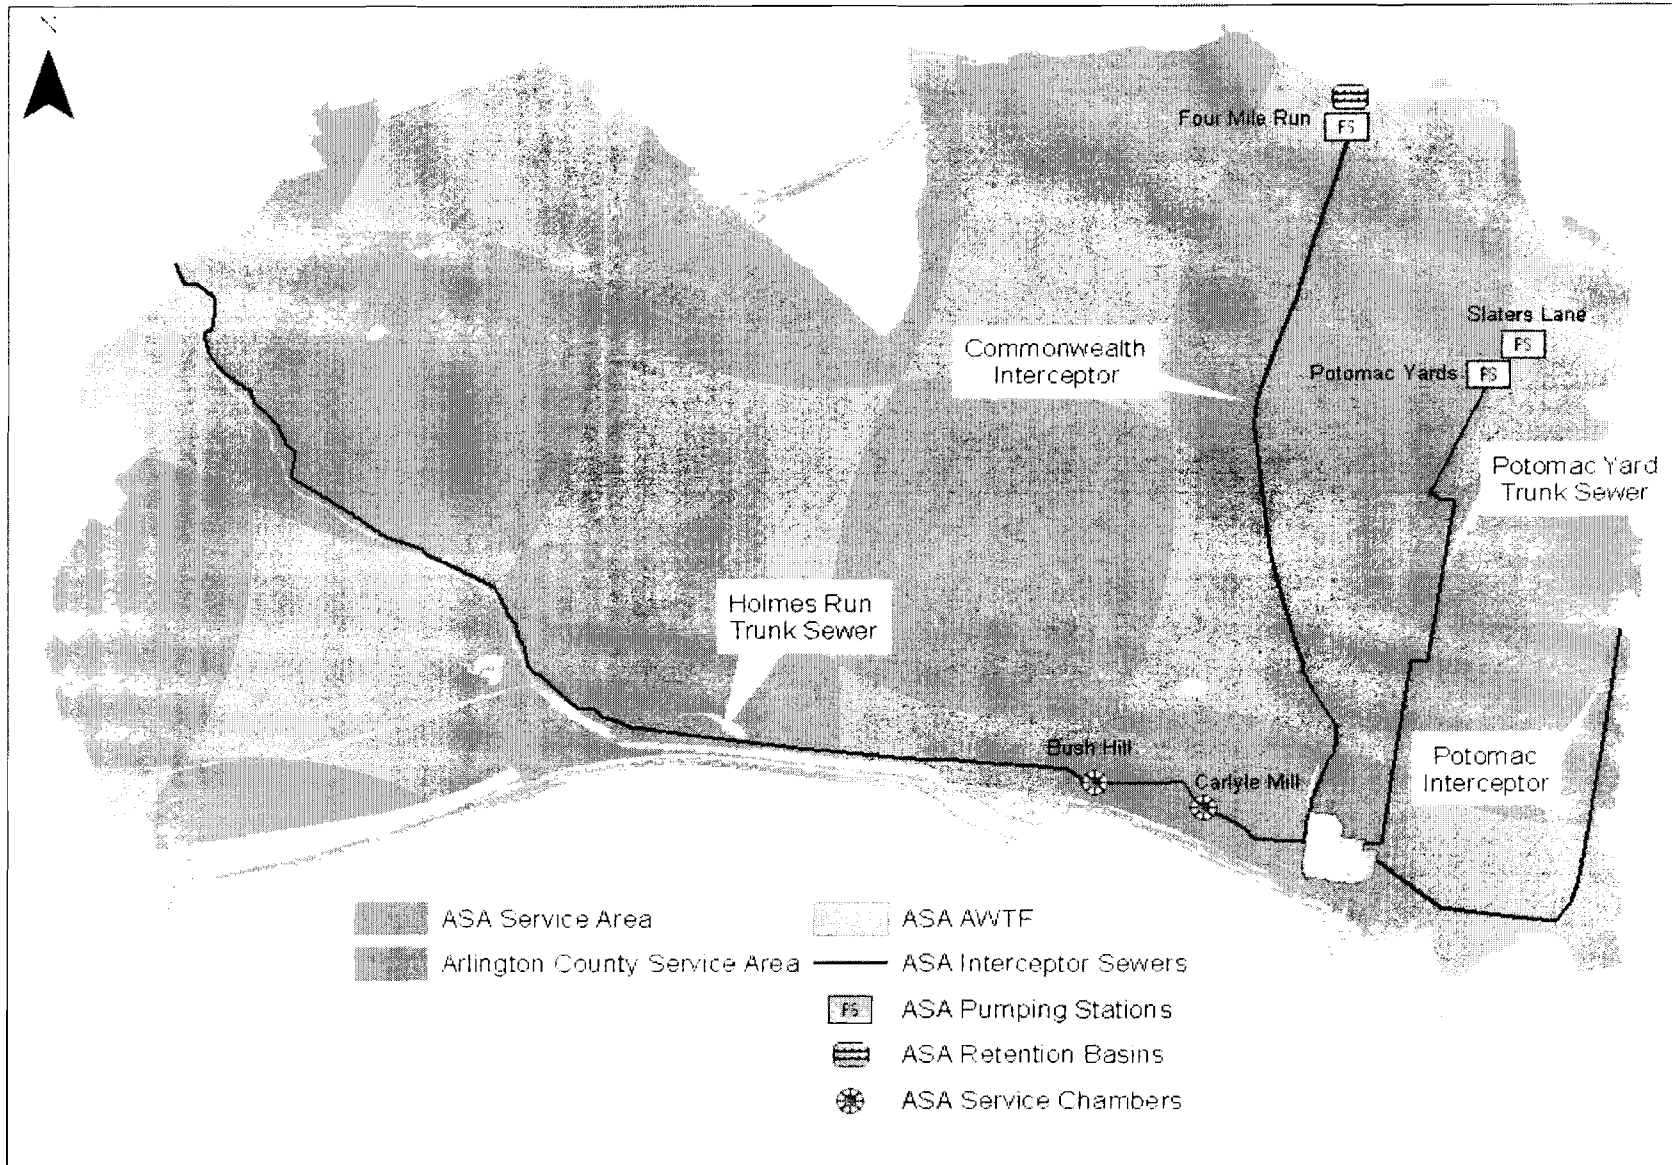 N
Four Mile Run
PS
Slaters Lane
PS
Commonwealth
Interceptor
Potomac Yards
PS
Potomac Yard
Trunk Sewer
Holmes Run
Trunk Sewer
Bush Hill
Carlyle Mill
Potomac
Interceptor
ASA Service Area
ASA AWTF
Arlington County Service Area
ASA Interceptor Sewers
PS
ASA Pumping Stations
ASA Retention Basins
ASA Service Chambers